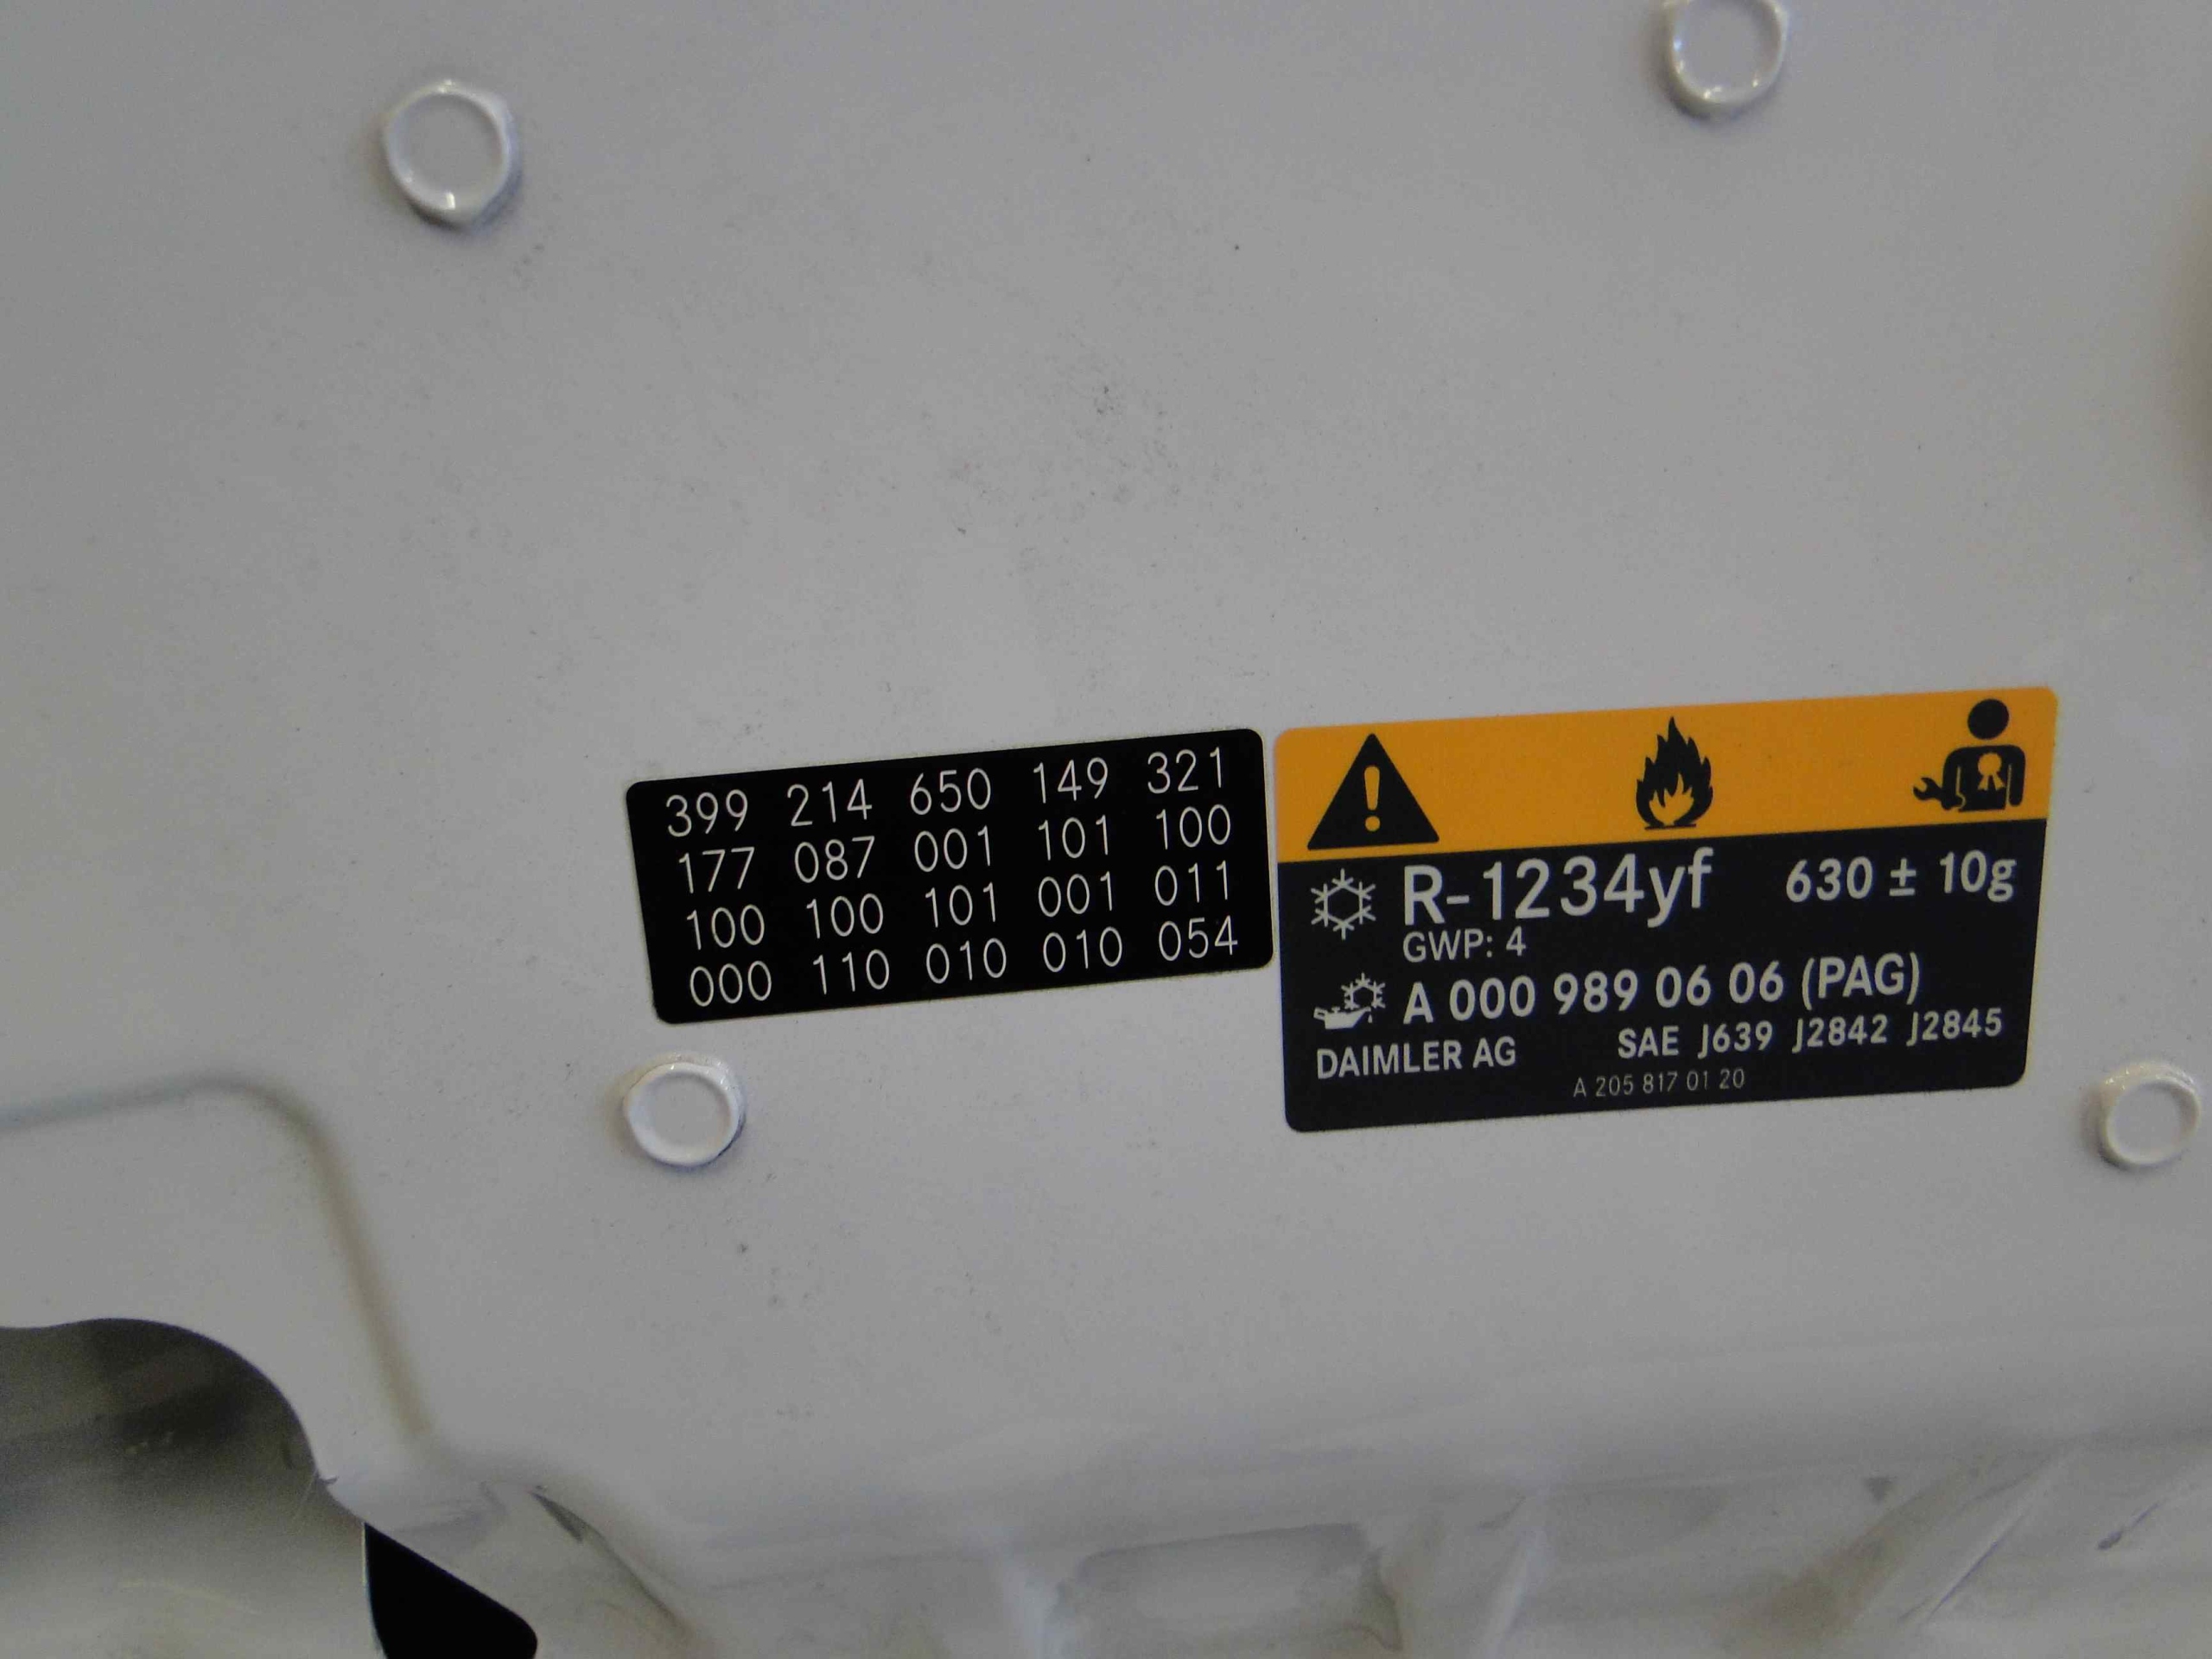 399 214 650 149 321
177 087 001 101 100
100 100 101 001 011
000 110 010 010 054
R-1234yf 630 ± 10g
GWP: 4
A 000 989 06 06 (PAG)
DAIMLER AG SAE J639 J2842 J2845
A 205 817 01 20